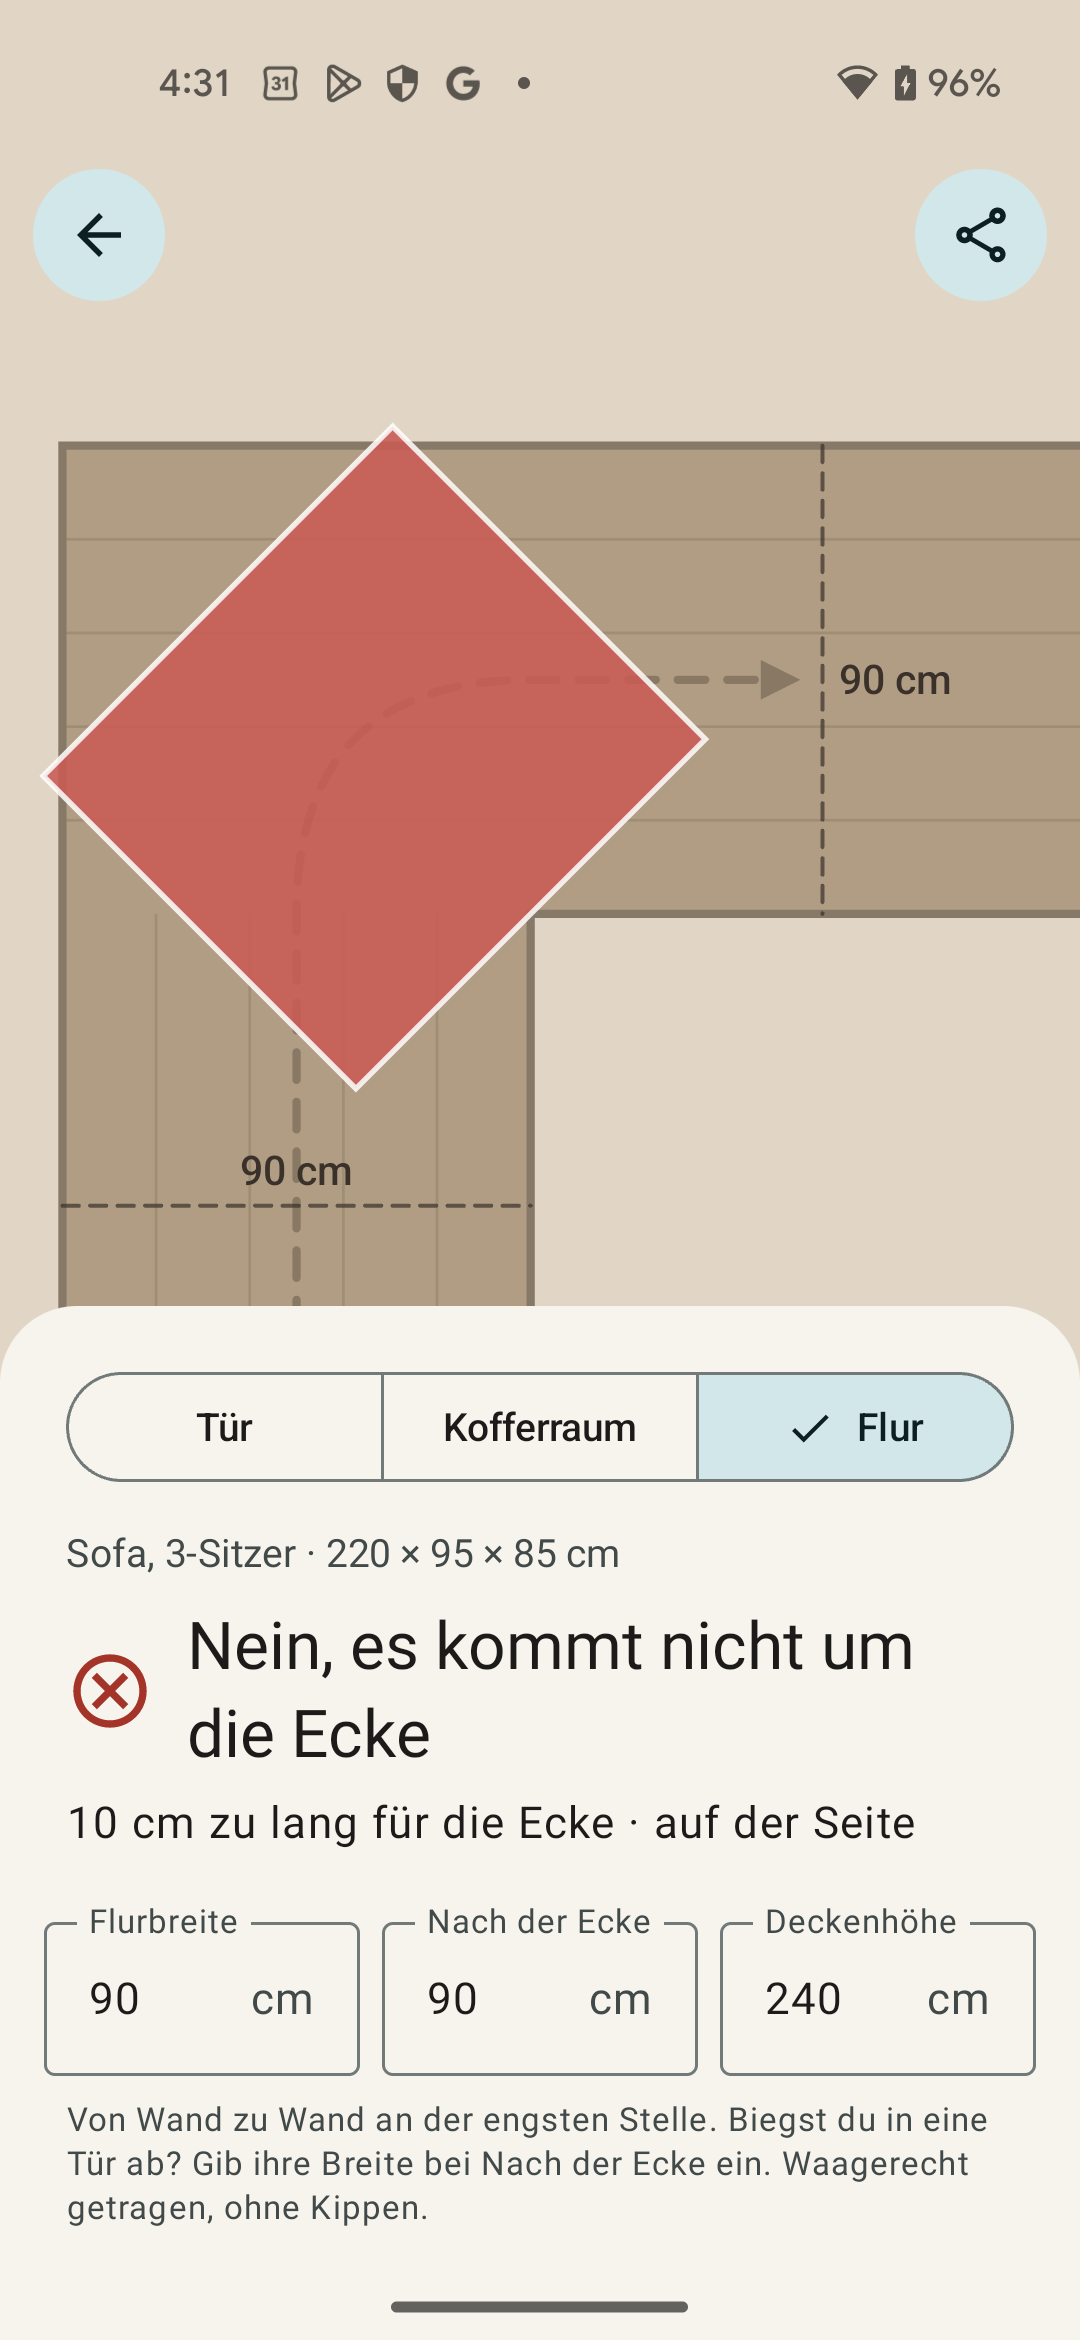 4:31
31
G
96%
90 cm
90 cm
Tür
Kofferraum
Flur
Sofa, 3-Sitzer · 220 × 95 × 85 cm
Nein, es kommt nicht um
die Ecke
10 cm zu lang für die Ecke · auf der Seite
Flurbreite
Nach der Ecke
Deckenhöhe
90 cm
90 cm
240 cm
Von Wand zu Wand an der engsten Stelle. Biegst du in eine
Tür ab? Gib ihre Breite bei Nach der Ecke ein. Waagerecht
getragen, ohne Kippen.